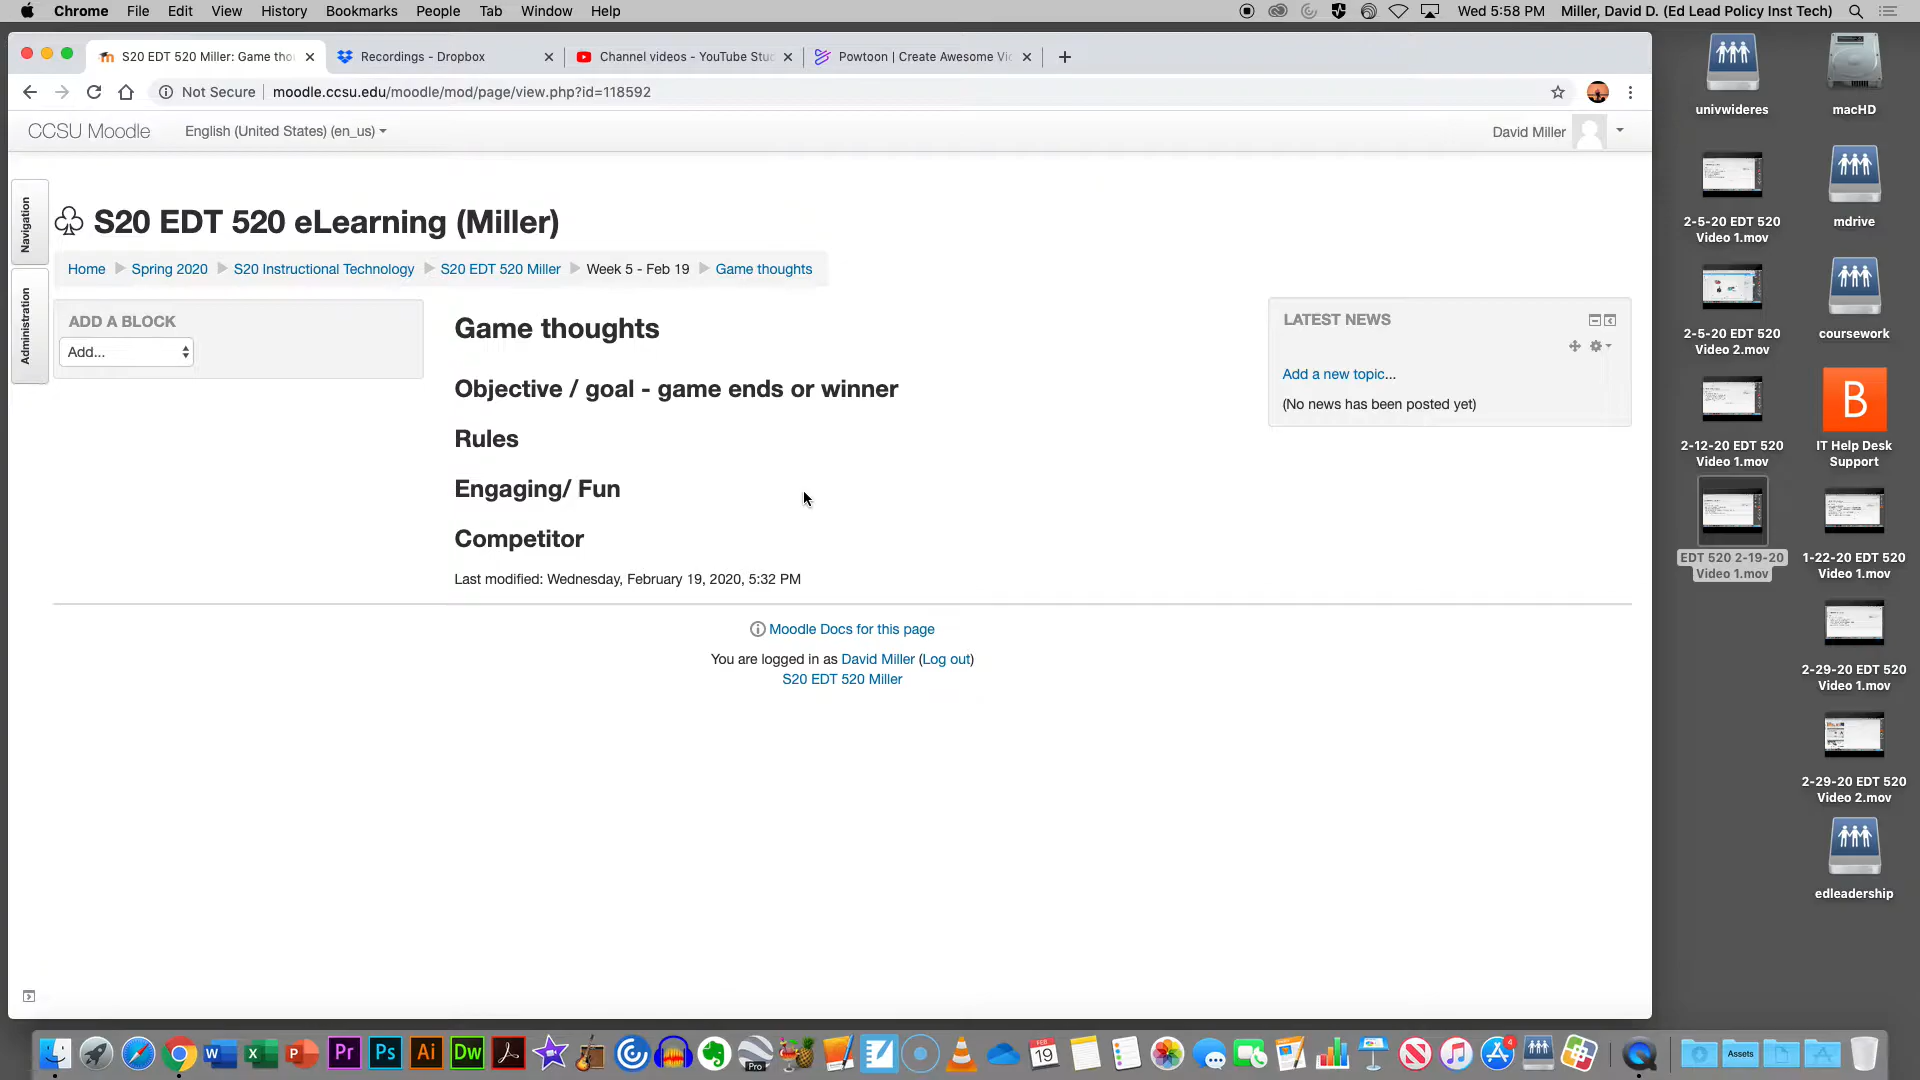 Chrome File Edit View History Bookmarks People Tab Window Help
Wed 5:58 PM Miller, David D. (Ed Lead Policy Inst Tech)
S20 EDT 520 Miller: Game tho
Recordings - Dropbox
Channel videos - YouTube Stu
Powtoon | Create Awesome Vi
Not Secure | moodle.ccsu.edu/moodle/mod/page/view.php?id=118592
CCSU Moodle English (United States) (en_us)
David Miller
Navigation
Administration
S20 EDT 520 eLearning (Miller)
Home Spring 2020 S20 Instructional Technology S20 EDT 520 Miller Week 5 - Feb 19 Game thoughts
ADD A BLOCK
Add...
Game thoughts
Objective / goal - game ends or winner
Rules
Engaging/ Fun
Competitor
Last modified: Wednesday, February 19, 2020, 5:32 PM
LATEST NEWS
Add a new topic...
(No news has been posted yet)
Moodle Docs for this page
You are logged in as David Miller (Log out)
S20 EDT 520 Miller
univwideres
macHD
2-5-20 EDT 520
Video 1.mov
mdrive
2-5-20 EDT 520
Video 2.mov
coursework
2-12-20 EDT 520
Video 1.mov
B
IT Help Desk
Support
EDT 520 2-19-20
Video 1.mov
1-22-20 EDT 520
Video 1.mov
2-29-20 EDT 520
Video 1.mov
2-29-20 EDT 520
Video 2.mov
edleadership
W X P Pr Ps Ai Dw Pro FEB 19 4 Assets